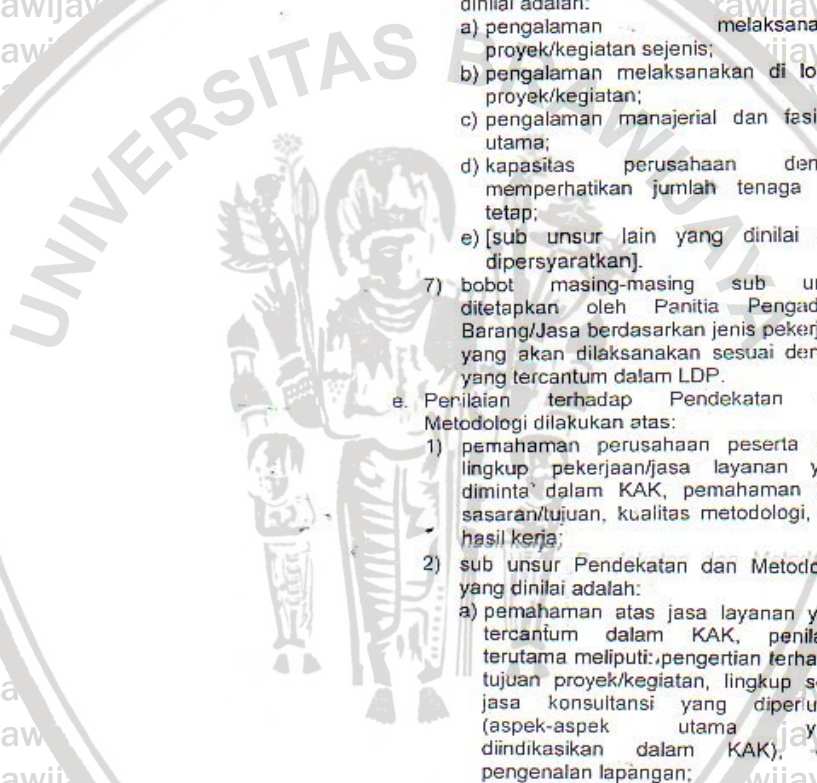 UNIVERSITAS BRAWIJAYA
dinilai adalah:
a) pengalaman melaksana
proyek/kegiatan sejenis;
b) pengalaman melaksanakan di lo
proyek/kegiatan;
c) pengalaman manajerial dan fasi
utama;
d) kapasitas perusahaan den
memperhatikan jumlah tenaga
tetap;
e) [sub unsur lain yang dinilai
dipersyaratkan].
7) bobot masing-masing sub un
ditetapkan oleh Panitia Pengad
Barang/Jasa berdasarkan jenis pekerj
yang akan dilaksanakan sesuai den
yang tercantum dalam LDP.
e. Penilaian terhadap Pendekatan
Metodologi dilakukan atas:
1) pemahaman perusahaan peserta
lingkup pekerjaan/jasa layanan y
diminta dalam KAK, pemahaman
sasaran/tujuan, kualitas metodologi,
hasil kerja;
2) sub unsur Pendekatan dan Metodo
yang dinilai adalah:
a) pemahaman atas jasa layanan y
tercantum dalam KAK, penila
terutama meliputi: pengertian terha
tujuan proyek/kegiatan, lingkup se
jasa konsultansi yang diperlu
(aspek-aspek utama y
diindikasikan dalam KAK),
pengenalan lapangan;